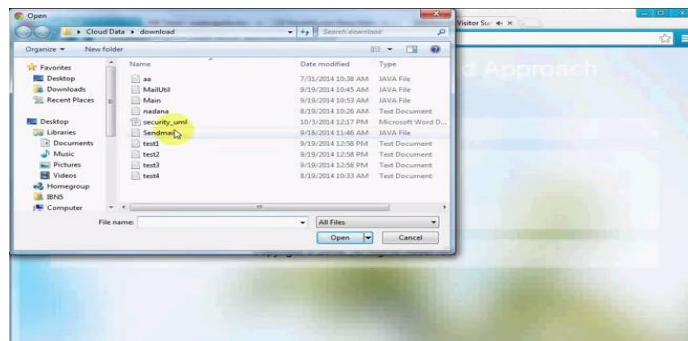 Open
Visitor Sur
Cloud Data ▸ download
Search download
Organize
New folder
d Approach
Name
Date modified
Type
Favorites
Desktop
Downloads
Recent Places
Desktop
Libraries
Documents
Music
Pictures
Videos
Homegroup
IBN5
Computer
aa 7/31/2014 10:38 AM JAVA File
MailUtil 9/19/2014 10:45 AM JAVA File
Main 9/19/2014 10:53 AM JAVA File
nadana 8/19/2014 10:26 AM Text Document
security_uml 10/3/2014 12:17 PM Microsoft Word D...
Sendmail 9/18/2014 11:46 AM JAVA File
test1 9/19/2014 12:58 PM Text Document
test2 9/19/2014 12:58 PM Text Document
test3 9/19/2014 12:58 PM Text Document
test4 8/19/2014 10:33 AM Text Document
File name:
All Files
Open
Cancel